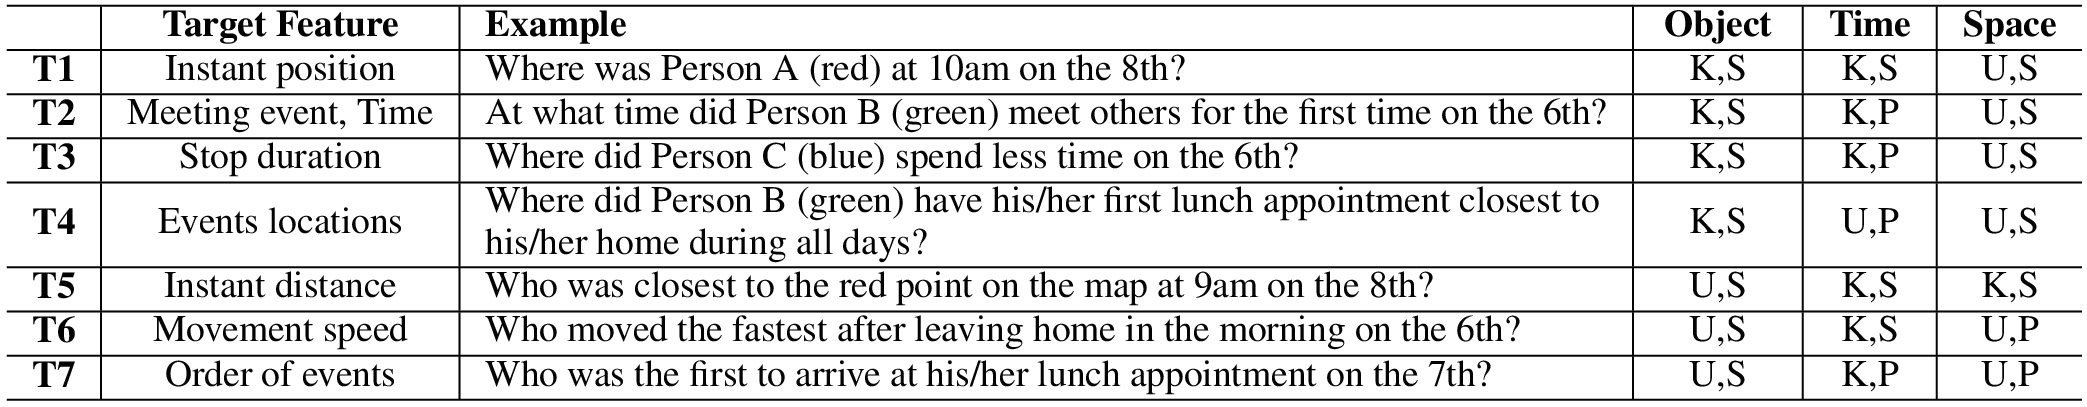 Target Feature Example Object Time Space
T1 Instant position Where was Person A (red) at 10am on the 8th? K,S K,S U,S
T2 Meeting event, Time At what time did Person B (green) meet others for the first time on the 6th? K,S K,P U,S
T3 Stop duration Where did Person C (blue) spend less time on the 6th? K,S K,P U,S
T4 Events locations Where did Person B (green) have his/her first lunch appointment closest to
his/her home during all days? K,S U,P U,S
T5 Instant distance Who was closest to the red point on the map at 9am on the 8th? U,S K,S K,S
T6 Movement speed Who moved the fastest after leaving home in the morning on the 6th? U,S K,S U,P
T7 Order of events Who was the first to arrive at his/her lunch appointment on the 7th? U,S K,P U,P